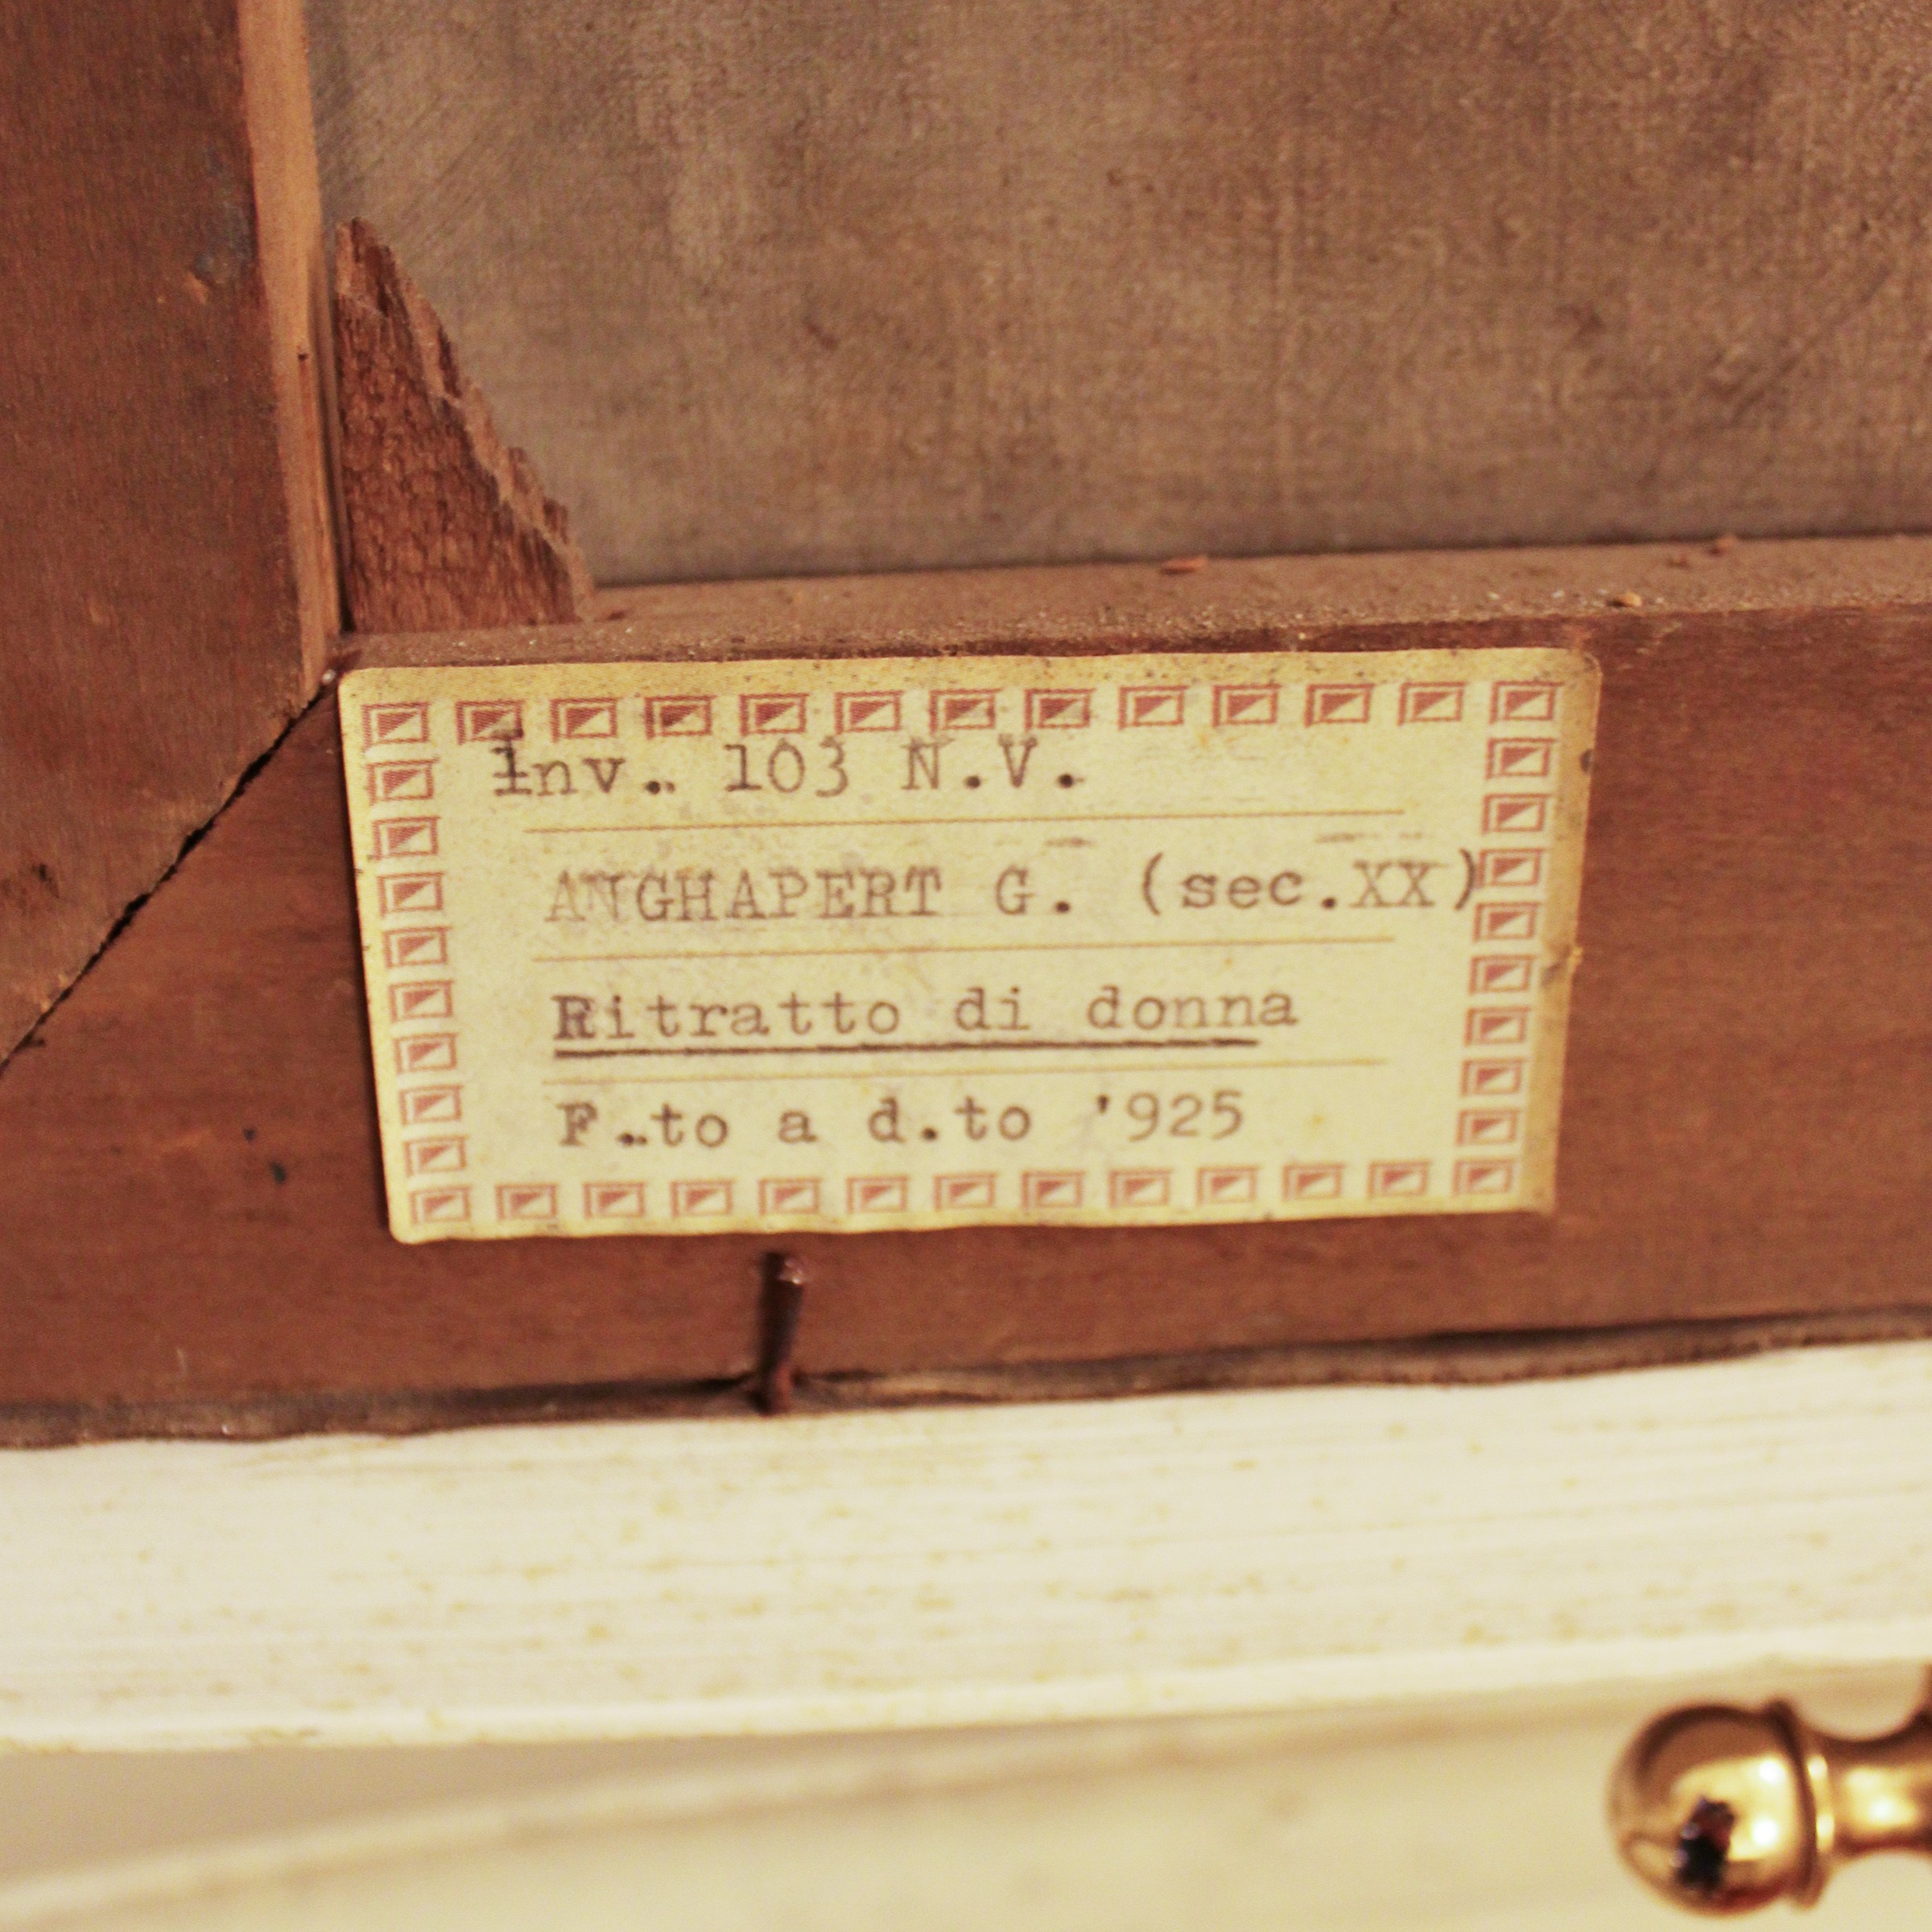 Inv.. 103 N.V.
ANGHAPERT G. (sec.XX)
Ritratto di donna
F..to a d.to '925